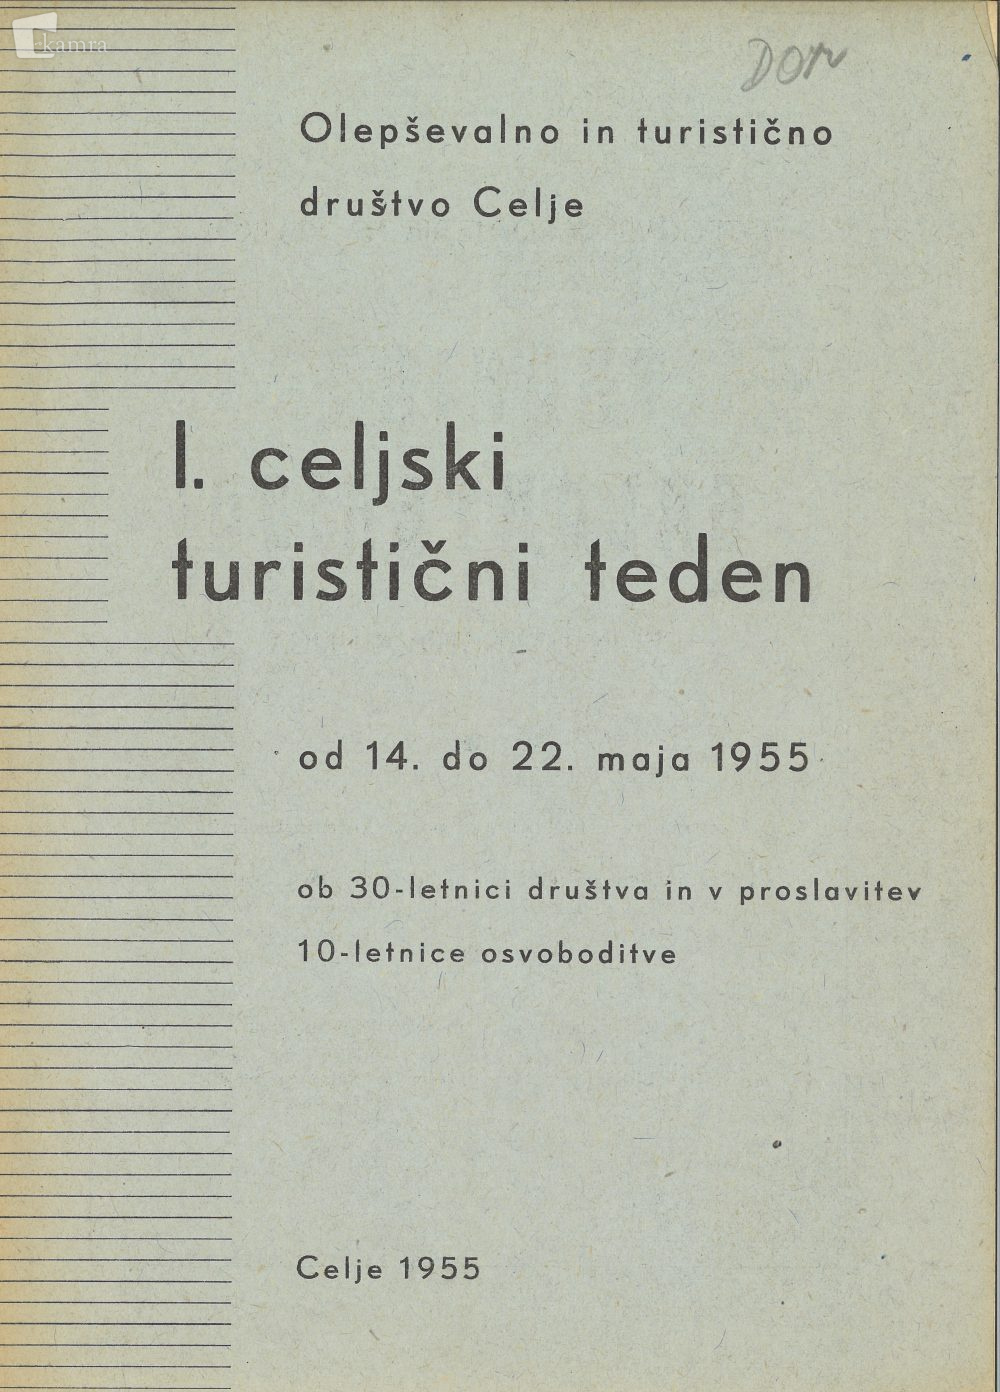 kamra
DOM
Olepševalno in turistično
društvo Celje
I. celjski
turistični teden
od 14. do 22. maja 1955
ob 30-letnici društva in v proslavitev
10-letnice osvoboditve
Celje 1955